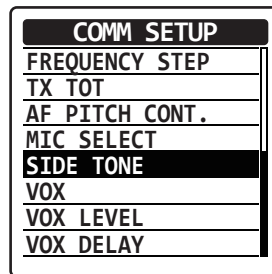 COMM SETUP
FREQUENCY STEP
TX TOT
AF PITCH CONT.
MIC SELECT
SIDE TONE
VOX
VOX LEVEL
VOX DELAY